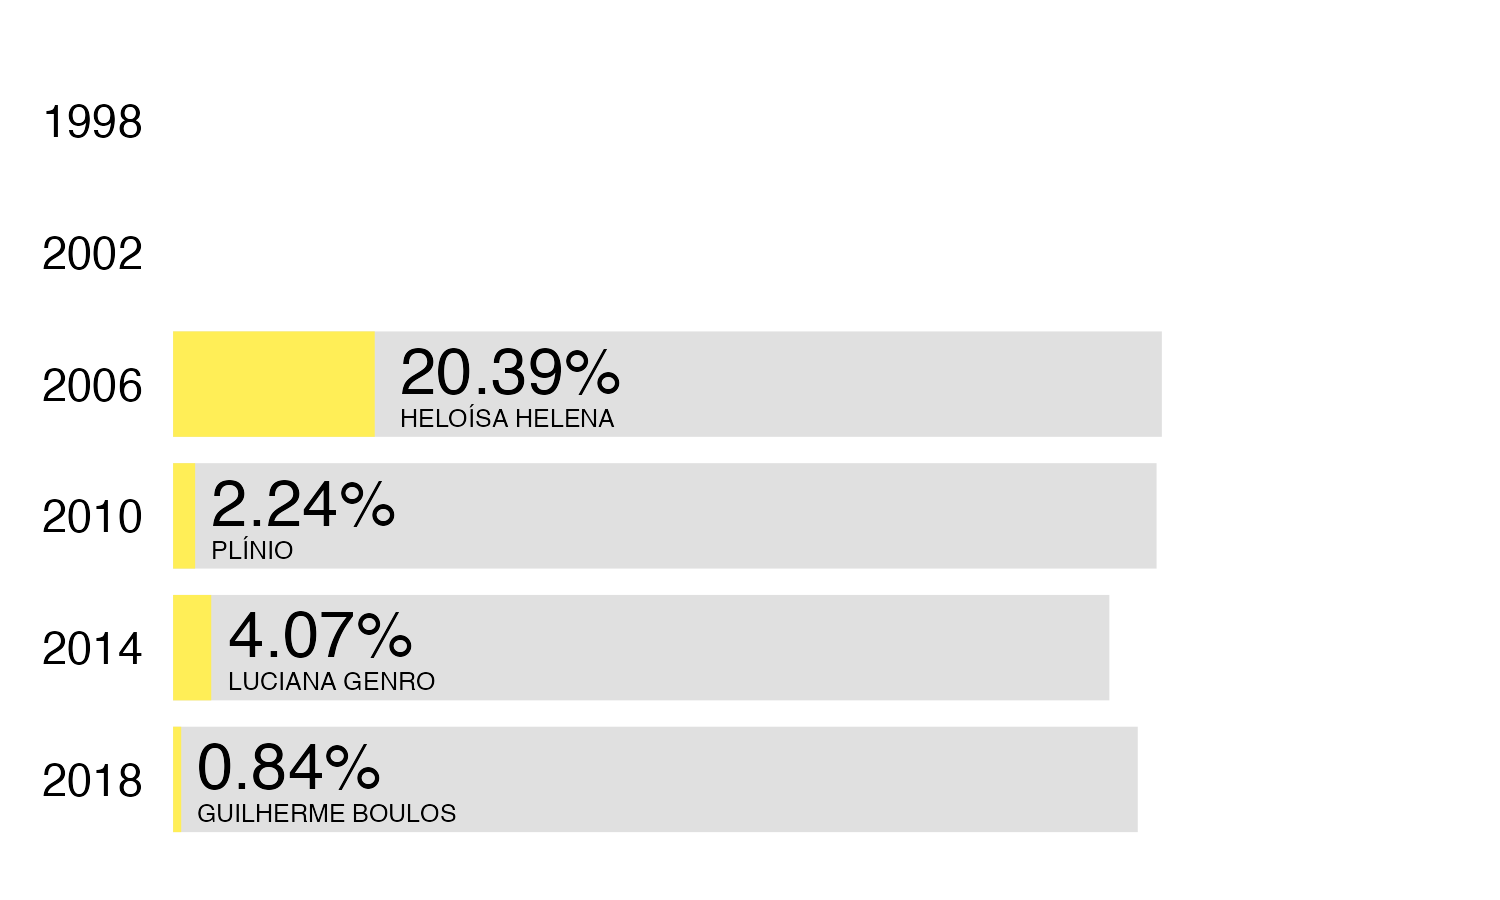 1998
2002
2006
20.39%
HELOÍSA HELENA
2010
2.24%
PLÍNIO
2014
4.07%
LUCIANA GENRO
2018
0.84%
GUILHERME BOULOS